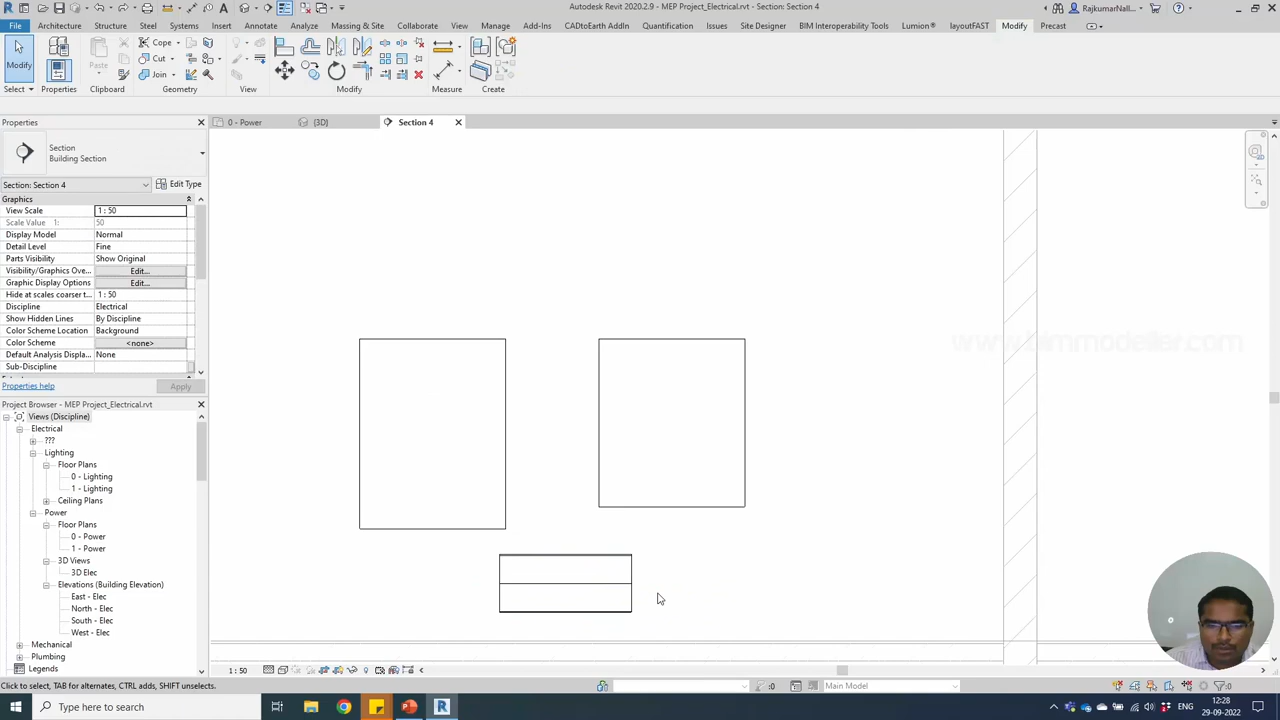 Autodesk Revit 2020.2.9 - MEP Project_Electrical.rvt - Section: Section 4
RajkumarNall...
File Architecture Structure Steel Systems Insert Annotate Analyze Massing & Site Collaborate View Manage Add-Ins CADtoEarth AddIn Quantification Issues Site Designer BIM Interoperability Tools Lumion® layoutFAST Modify Precast
Modify Paste Cope
Cut
Join
Select Properties Clipboard Geometry View Modify Measure Create
Properties
0 - Power {3D} Section 4
Section
Building Section
Section: Section 4 Edit Type
Graphics
View Scale 1 : 50
Scale Value 1: 50
Display Model Normal
Detail Level Fine
Parts Visibility Show Original
Visibility/Graphics Ove... Edit...
Graphic Display Options Edit...
Hide at scales coarser t... 1 : 50
Discipline Electrical
Show Hidden Lines By Discipline
Color Scheme Location Background
Color Scheme <none>
Default Analysis Displa... None
Sub-Discipline
Properties help Apply
www.bimmodeller.com
Project Browser - MEP Project_Electrical.rvt
Views (Discipline)
Electrical
???
Lighting
Floor Plans
0 - Lighting
1 - Lighting
Ceiling Plans
Power
Floor Plans
0 - Power
1 - Power
3D Views
3D Elec
Elevations (Building Elevation)
East - Elec
North - Elec
South - Elec
West - Elec
Mechanical
Plumbing
Legends
1 : 50
Click to select, TAB for alternates, CTRL adds, SHIFT unselects.
:0 Main Model :0
Type here to search
ENG
12:28
29-09-2022